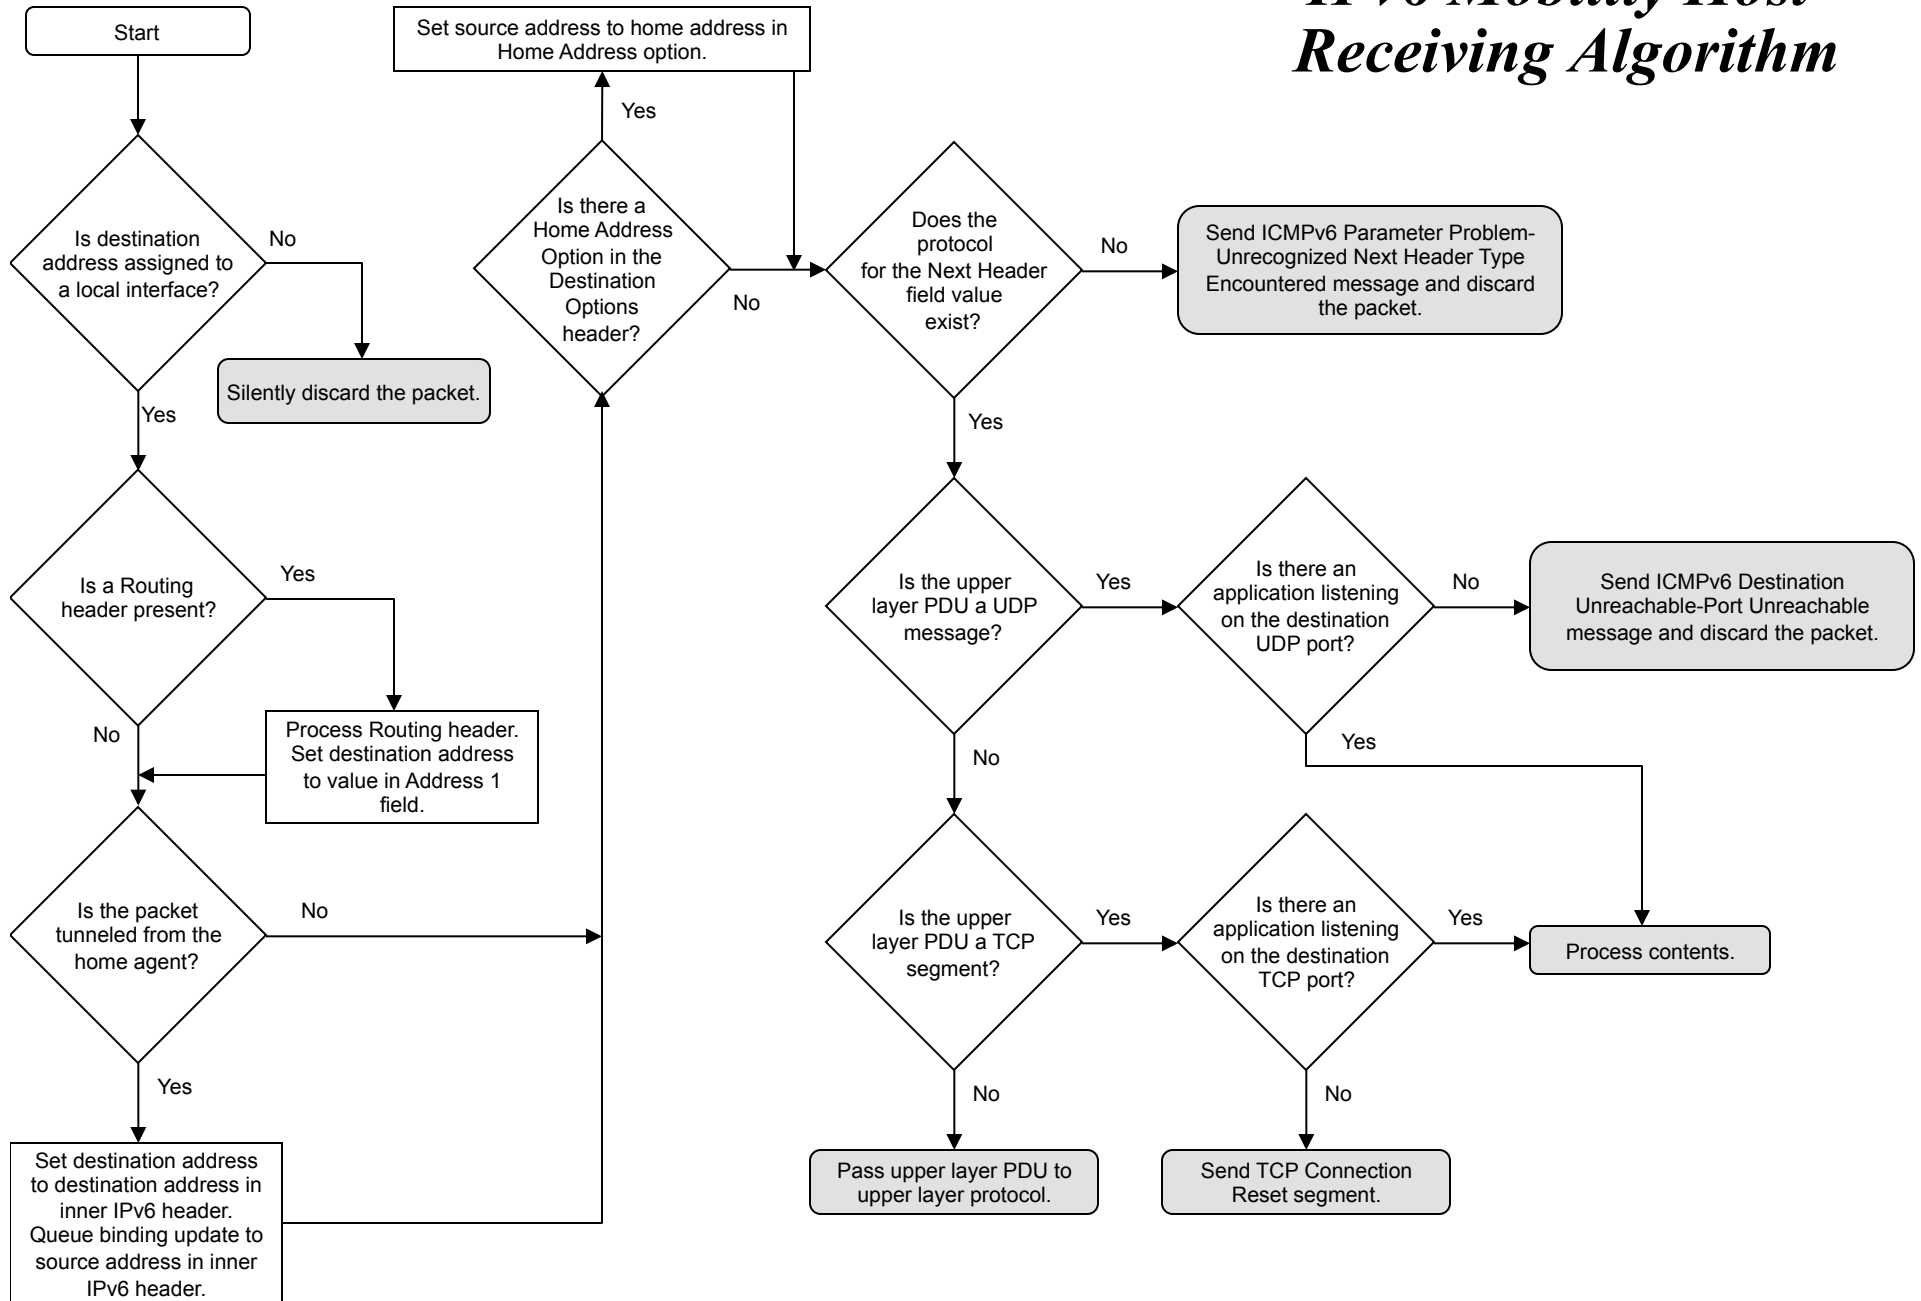 IPv6 Mobility Host
Receiving Algorithm
Start
Set source address to home address in
Home Address option.
Yes
Is destination
address assigned to
a local interface?
No
Silently discard the packet.
Yes
Is there a
Home Address
Option in the
Destination
Options
header?
No
Does the
protocol
for the Next Header
field value
exist?
No
Send ICMPv6 Parameter Problem-
Unrecognized Next Header Type
Encountered message and discard
the packet.
Yes
Is a Routing
header present?
Yes
No
Process Routing header.
Set destination address
to value in Address 1
field.
Is the upper
layer PDU a UDP
message?
Yes
Is there an
application listening
on the destination
UDP port?
No
Send ICMPv6 Destination
Unreachable-Port Unreachable
message and discard the packet.
No
Yes
Is the packet
tunneled from the
home agent?
No
Yes
Is the upper
layer PDU a TCP
segment?
Yes
Is there an
application listening
on the destination
TCP port?
Yes
Process contents.
No
No
Set destination address
to destination address in
inner IPv6 header.
Queue binding update to
source address in inner
IPv6 header.
Pass upper layer PDU to
upper layer protocol.
Send TCP Connection
Reset segment.